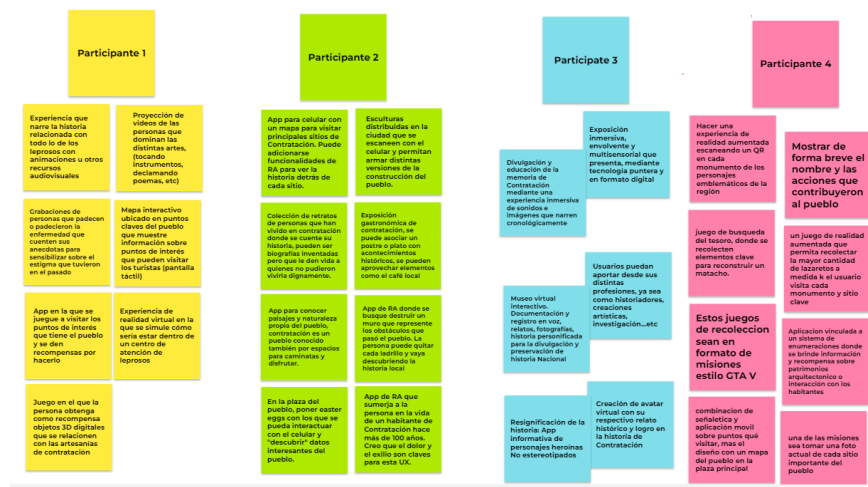 Participante 1
Experiencia que
narre la historia
relacionada con
todo lo de los
leprosos con
animaciones u otros
recursos
audiovisuales
Proyección de
videos de las
personas que
dominan las
distintas artes,
(tocando
instrumentos,
declamando
poemas, etc)
Grabaciones de
personas que padecen
o padecieron la
enfermedad que
cuenten sus
anecdotas para
sensibilizar sobre el
estigma que tuvieron
en el pasado
Mapa interactivo
ubicado en puntos
claves del pueblo
que muestre
información sobre
puntos de interés
que pueden visitar
los turistas (pantalla
táctil)
App en la que se
juegue a visitar los
puntos de interés
que tiene el pueblo
y se den
recompensas por
hacerlo
Experiencia de
realidad virtual en la
que se simule cómo
sería estar dentro de
un centro de
atención de
leprosos
Juego en el que la
persona obtenga
como recompensa
objetos 3D digitales
que se relacionen
con las artesanías
de contratación
Participante 2
App para celular con
un mapa para visitar
principales sitios de
Contratación. Puede
adicionarse
funcionalidades de
RA para ver la
historia detrás de
cada sitio.
Esculturas
distribuidas en la
ciudad que se
escaneen con el
celular y permitan
armar distintas
versiones de la
construcción del
pueblo.
Colección de retratos
de personas que han
vivido en contratación
donde se cuente su
historia, pueden ser
biografías inventadas
pero que le den vida a
quienes no pudieron
vivirla dignamente.
Exposición
gastronómica de
contratación, se
puede asociar un
postre o plato con
acontecimientos
históricos, se pueden
aprovechar elementos
como el café local
App para conocer
paisajes y naturaleza
propia del pueblo,
contratación es un
pueblo conocido
también por espacios
para caminatas y
disfrutar.
App de RA donde se
busque destruir un
muro que represente
los obstáculos que
pasó el pueblo. La
persona puede quitar
cada ladrillo y vaya
descubriendo la
historia local
En la plaza del
pueblo, poner easter
eggs con los que se
pueda interactuar
con el celular y
"descubrir" datos
interesantes del
pueblo.
App de RA que
sumerja a la
persona en la vida
de un habitante de
Contratación hace
más de 100 años.
Creo que el dolor y
el exilio son claves
para esta UX.
Participate 3
Exposición
inmersiva,
envolvente y
multisensorial que
presenta, mediante
tecnología puntera y
en formato digital
Divulgación y
educación de la
memoria de
Contratación
mediante una
experiencia inmersiva
de sonidos e
imágenes que narren
cronológicamente
Usuarios puedan
aportar desde sus
distintas
profesiones, ya sea
como historiadores,
creaciones
artísticas,
investigación...etc
Museo virtual
interactivo.
Documentación y
registro en voz,
relatos, fotografías,
historia personificada
para la divulgación y
preservación de
historia Nacional
Resignificación de la
historia: App
informativa de
personajes heroínas
No estereotipados
Creación de avatar
virtual con su
respectivo relato
histórico y logro en
la historia de
Contratación
Participante 4
Hacer una
experiencia de
realidad aumentada
escaneando un QR
en cada
monumento de los
personajes
emblemáticos de la
región
Mostrar de
forma breve el
nombre y las
acciones que
contribuyeron
al pueblo
juego de busqueda
del tesoro, donde se
recolecten
elementos clave
para reconstruir un
matacho.
un juego de realidad
aumentada que
permita recolectar
la mayor cantidad
de lazaretos a
medida k el usuario
visita cada
monumento y sitio
clave
Estos juegos
de recoleccion
sean en
formato de
misiones
estilo GTA V
Aplicacion vinculada a
un sistema de
enumeraciones donde
se brinde información
y recompensa sobre
patrimonios
arquitectonico o
interacción con los
habitantes
combinacion de
señaletica y
aplicación movil
sobre puntos qué
visitar, mas el
diseño con un mapa
del pueblo en la
plaza principal
una de las misiones
sea tomar una foto
actual de cada sitio
importante del
pueblo